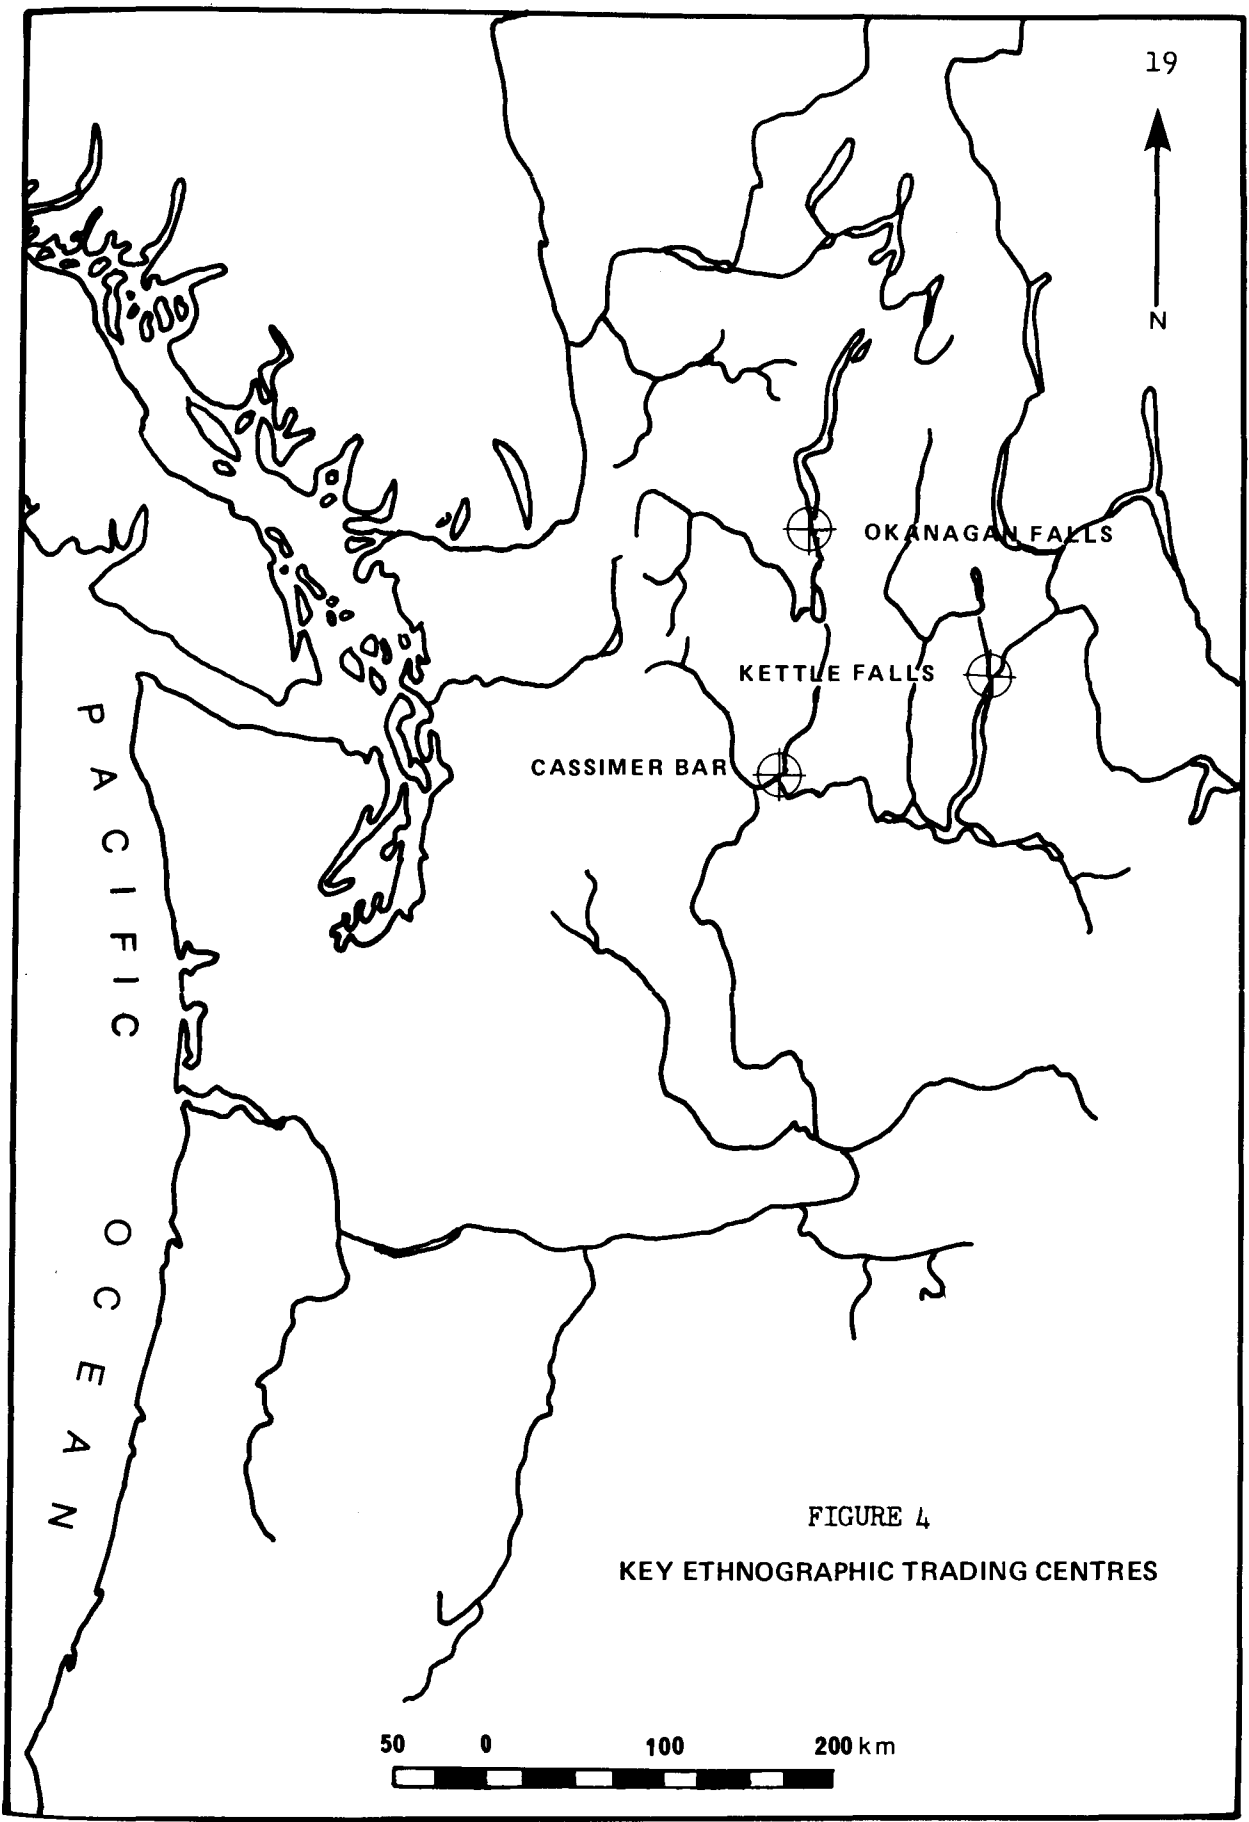 19
N
OKANAGAN FALLS
KETTLE FALLS
CASSIMER BAR
PACIFIC OCEAN
FIGURE 4
KEY ETHNOGRAPHIC TRADING CENTRES
50 0 100 200 km